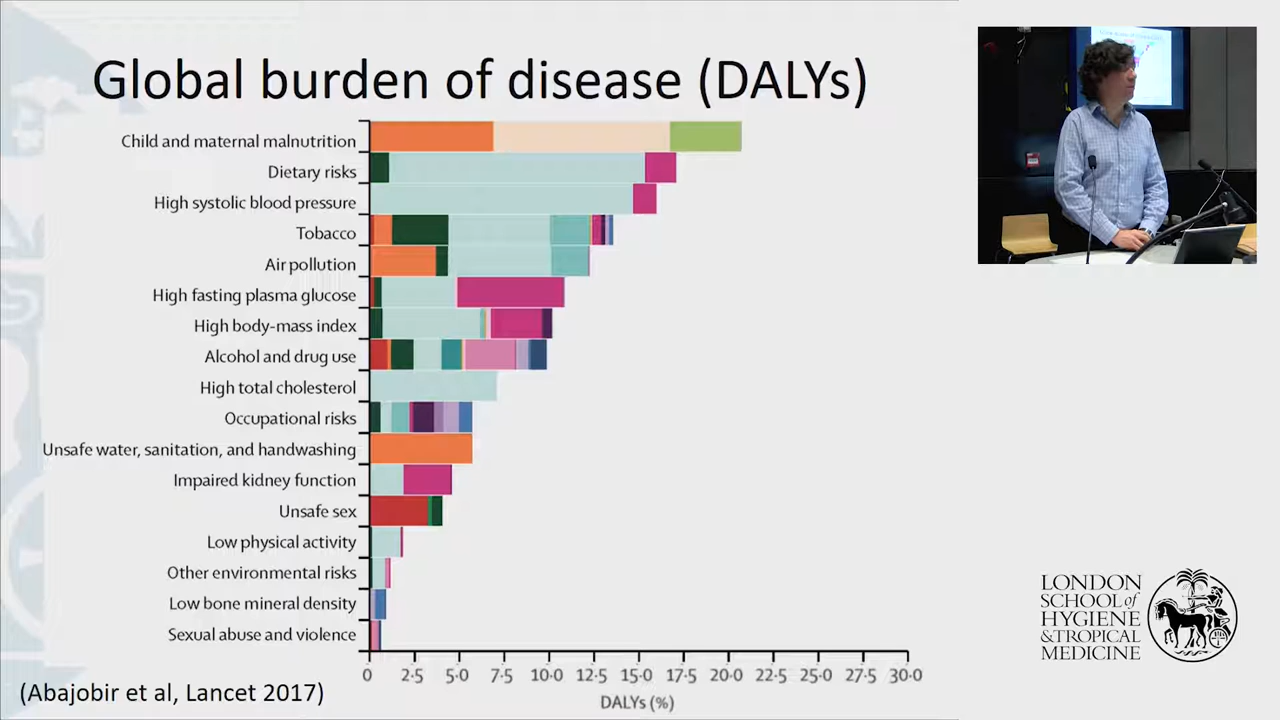 Global burden of disease (DALYs)
Child and maternal malnutrition
Dietary risks
High systolic blood pressure
Tobacco
Air pollution
High fasting plasma glucose
High body-mass index
Alcohol and drug use
High total cholesterol
Occupational risks
Unsafe water, sanitation, and handwashing
Impaired kidney function
Unsafe sex
Low physical activity
Other environmental risks
Low bone mineral density
Sexual abuse and violence
0 2·5 5·0 7·5 10·0 12·5 15·0 17·5 20·0 22·5 25·0 27·5 30·0
DALYs (%)
(Abajobir et al, Lancet 2017)
LONDON
SCHOOL of
HYGIENE
& TROPICAL
MEDICINE